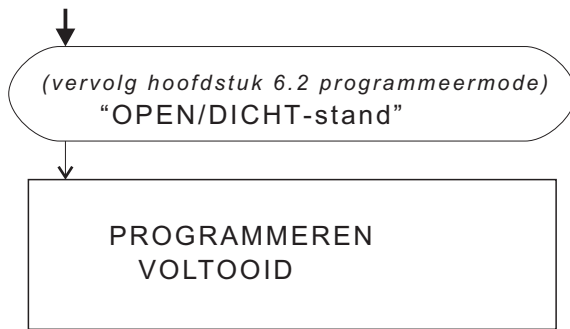 (vervolg hoofdstuk 6.2 programmeermode)
“OPEN/DICHT-stand”
PROGRAMMEREN
VOLTOOID